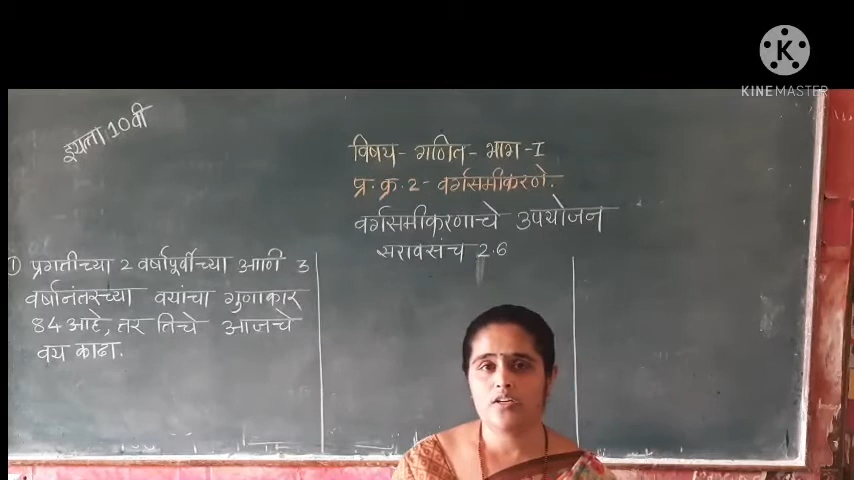 K
KINEMASTER
इयत्ता 10वी
विषय - गणित - भाग - I
प्र. क्र. 2 - वर्गसमीकरणे.
वर्गसमीकरणाचे उपयोजन
सरावसंच 2.6
① प्रगतीच्या 2 वर्षापूर्वीच्या आणि 3
वर्षानंतरच्या वयांचा गुणाकार
84 आहे, तर तिचे आजचे
वय काढा.